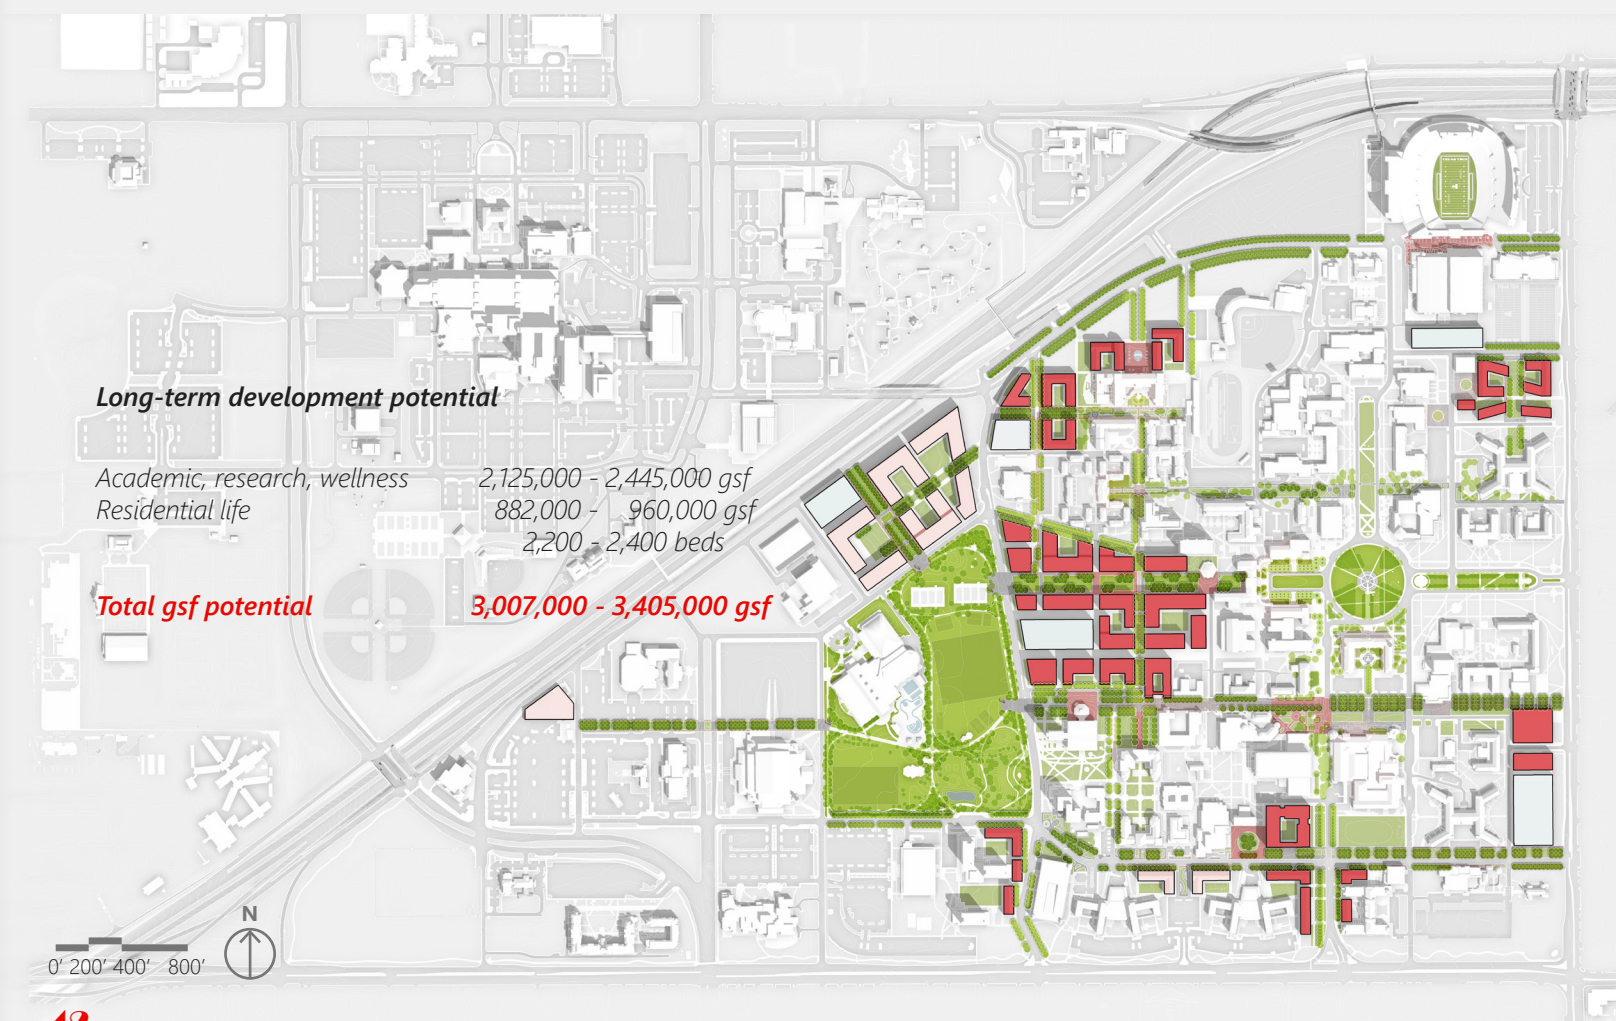 Long-term development potential
Academic, research, wellness 2,125,000 - 2,445,000 gsf
Residential life 882,000 - 960,000 gsf
2,200 - 2,400 beds
Total gsf potential 3,007,000 - 3,405,000 gsf
N
0’ 200’ 400’ 800’